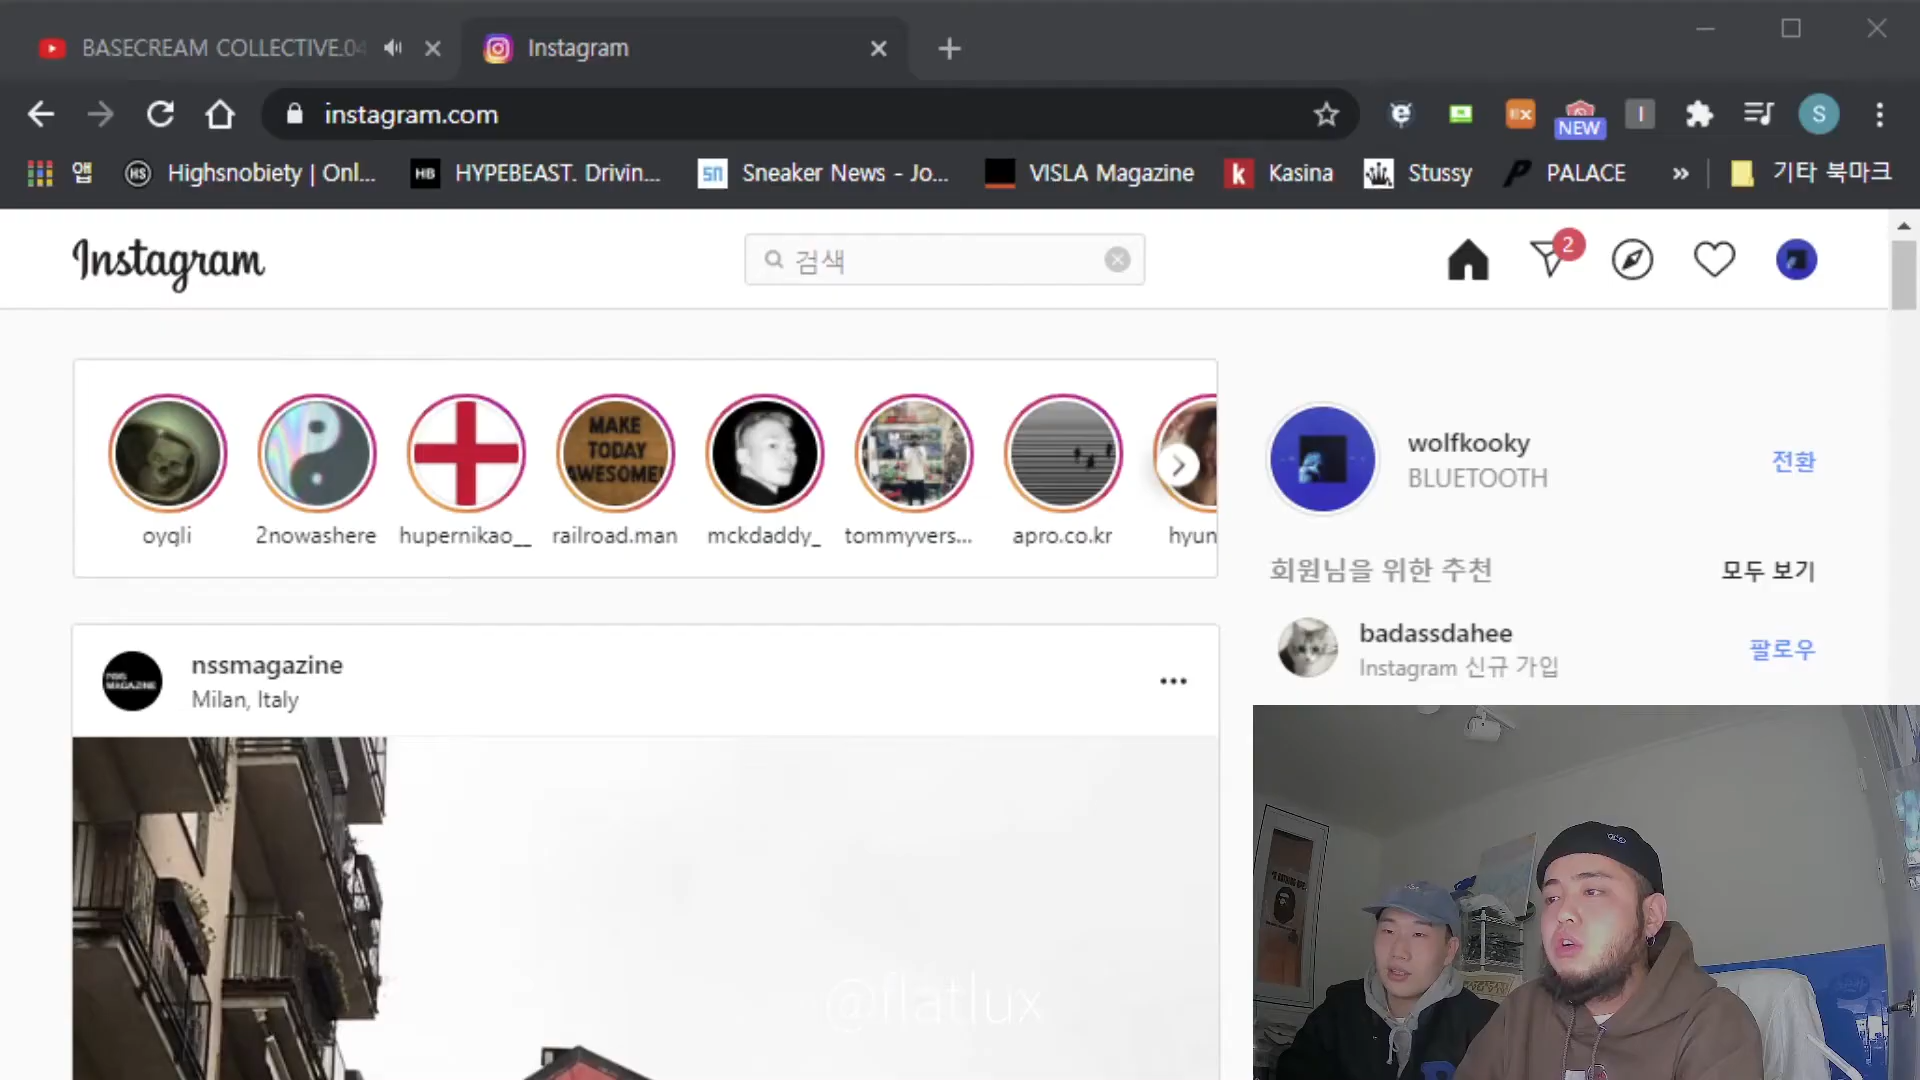 BASECREAM COLLECTIVE.04
Instagram
instagram.com
NEW
S
앱
Highsnobiety | Onl...
HYPEBEAST. Drivin...
Sneaker News - Jo...
VISLA Magazine
Kasina
Stussy
PALACE
기타 북마크
Instagram
검색
2
MAKE
TODAY
AWESOME!
oyqli
2nowashere
hupernikao__
railroad.man
mckdaddy_
tommyvers...
apro.co.kr
hyun
wolfkooky
BLUETOOTH
전환
회원님을 위한 추천
모두 보기
badassdahee
Instagram 신규 가입
팔로우
nssmagazine
Milan, Italy
@flatlux